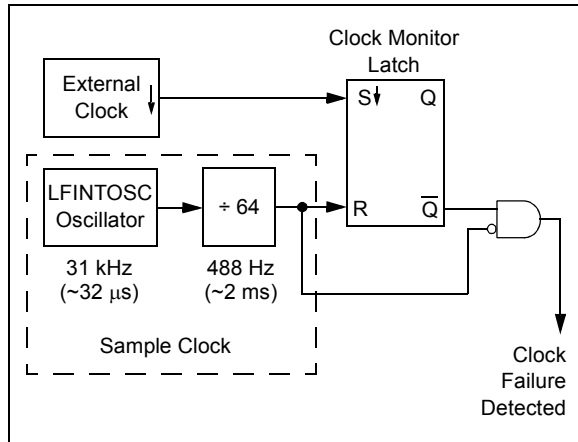 Clock Monitor
Latch
External
Clock
S
Q
LFINTOSC
Oscillator
÷ 64
R
Q̅
31 kHz
(~32 μs)
488 Hz
(~2 ms)
Sample Clock
Clock
Failure
Detected